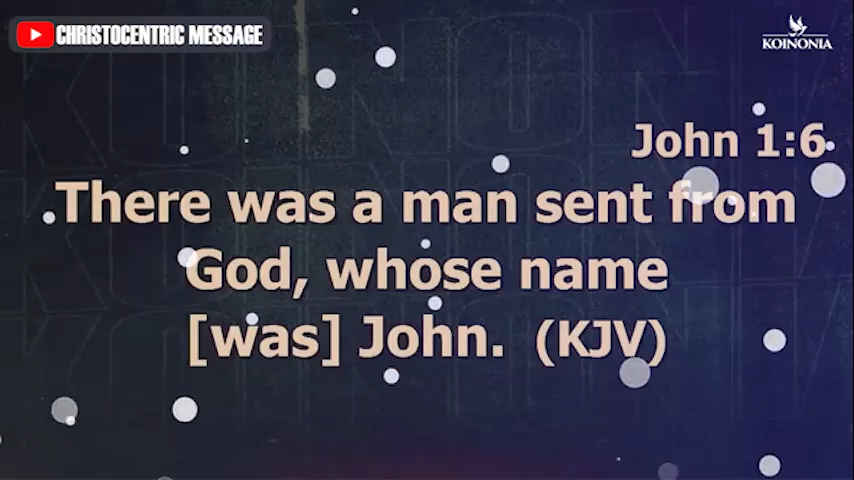 CHRISTOCENTRIC MESSAGE
KOINONIA
John 1:6
There was a man sent from
God, whose name
[was] John. (KJV)